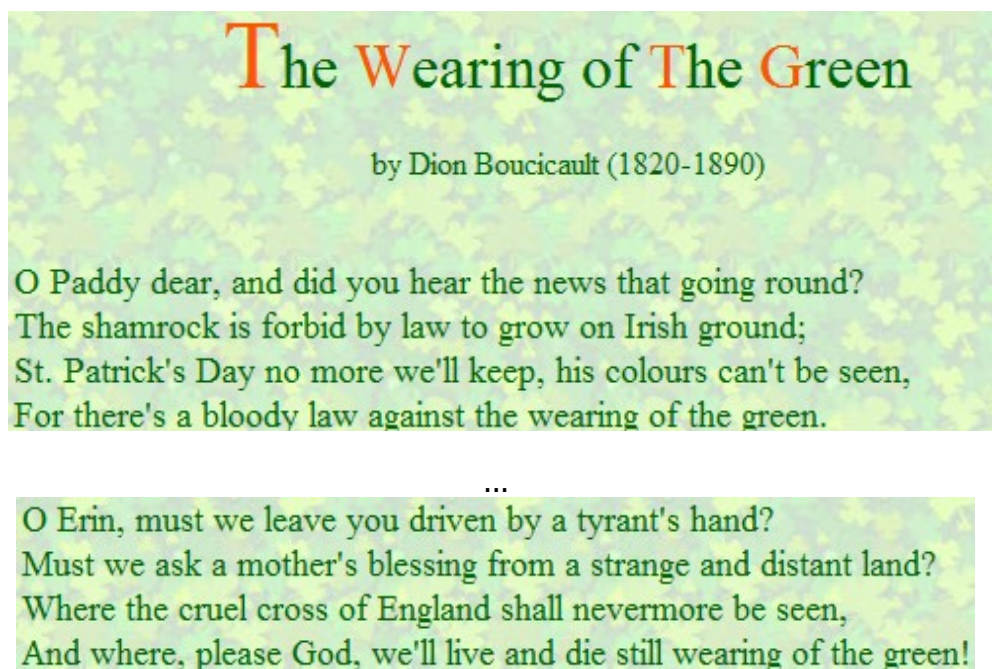 The Wearing of The Green
by Dion Boucicault (1820-1890)
O Paddy dear, and did you hear the news that going round?
The shamrock is forbid by law to grow on Irish ground;
St. Patrick's Day no more we'll keep, his colours can't be seen,
For there's a bloody law against the wearing of the green.
...
O Erin, must we leave you driven by a tyrant's hand?
Must we ask a mother's blessing from a strange and distant land?
Where the cruel cross of England shall nevermore be seen,
And where, please God, we'll live and die still wearing of the green!